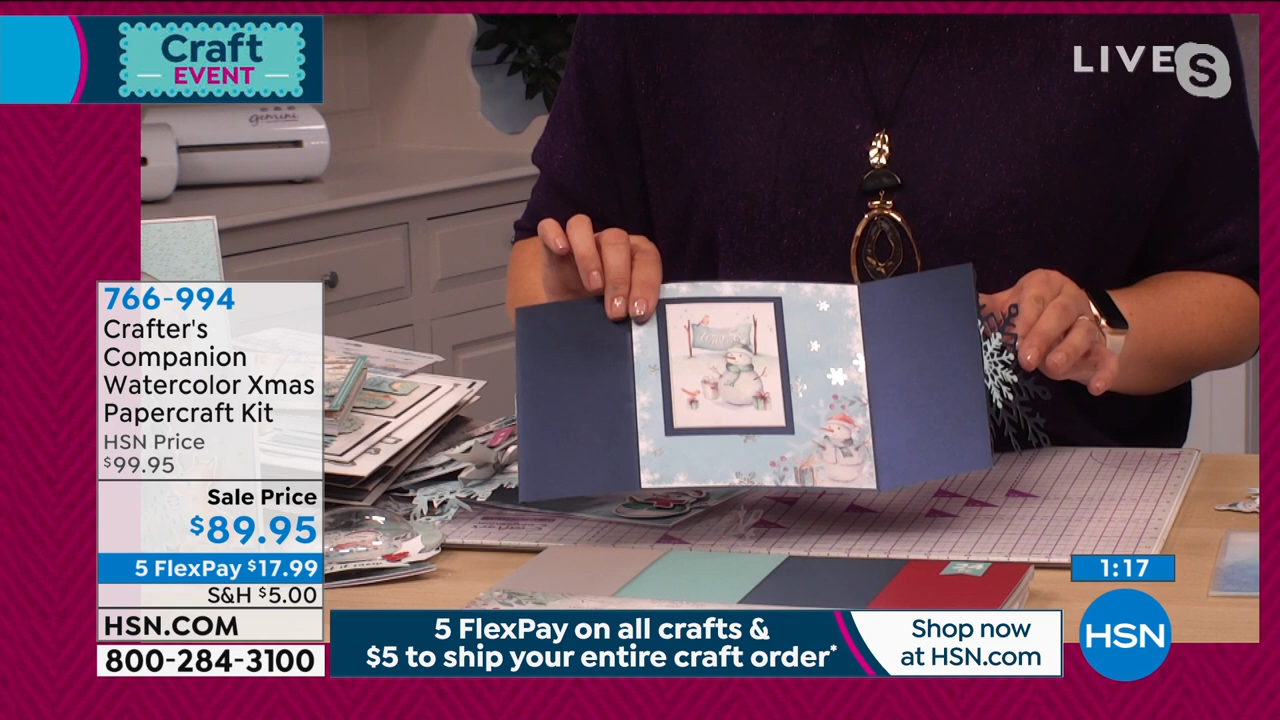 Craft
EVENT
LIVE S
gemini
766-994
Crafter's
Companion
Watercolor Xmas
Papercraft Kit
HSN Price
$99.95
Sale Price
$89.95
5 FlexPay $17.99
S&H $5.00
HSN.COM
800-284-3100
5 FlexPay on all crafts &
$5 to ship your entire craft order*
Shop now
at HSN.com
1:17
HSN